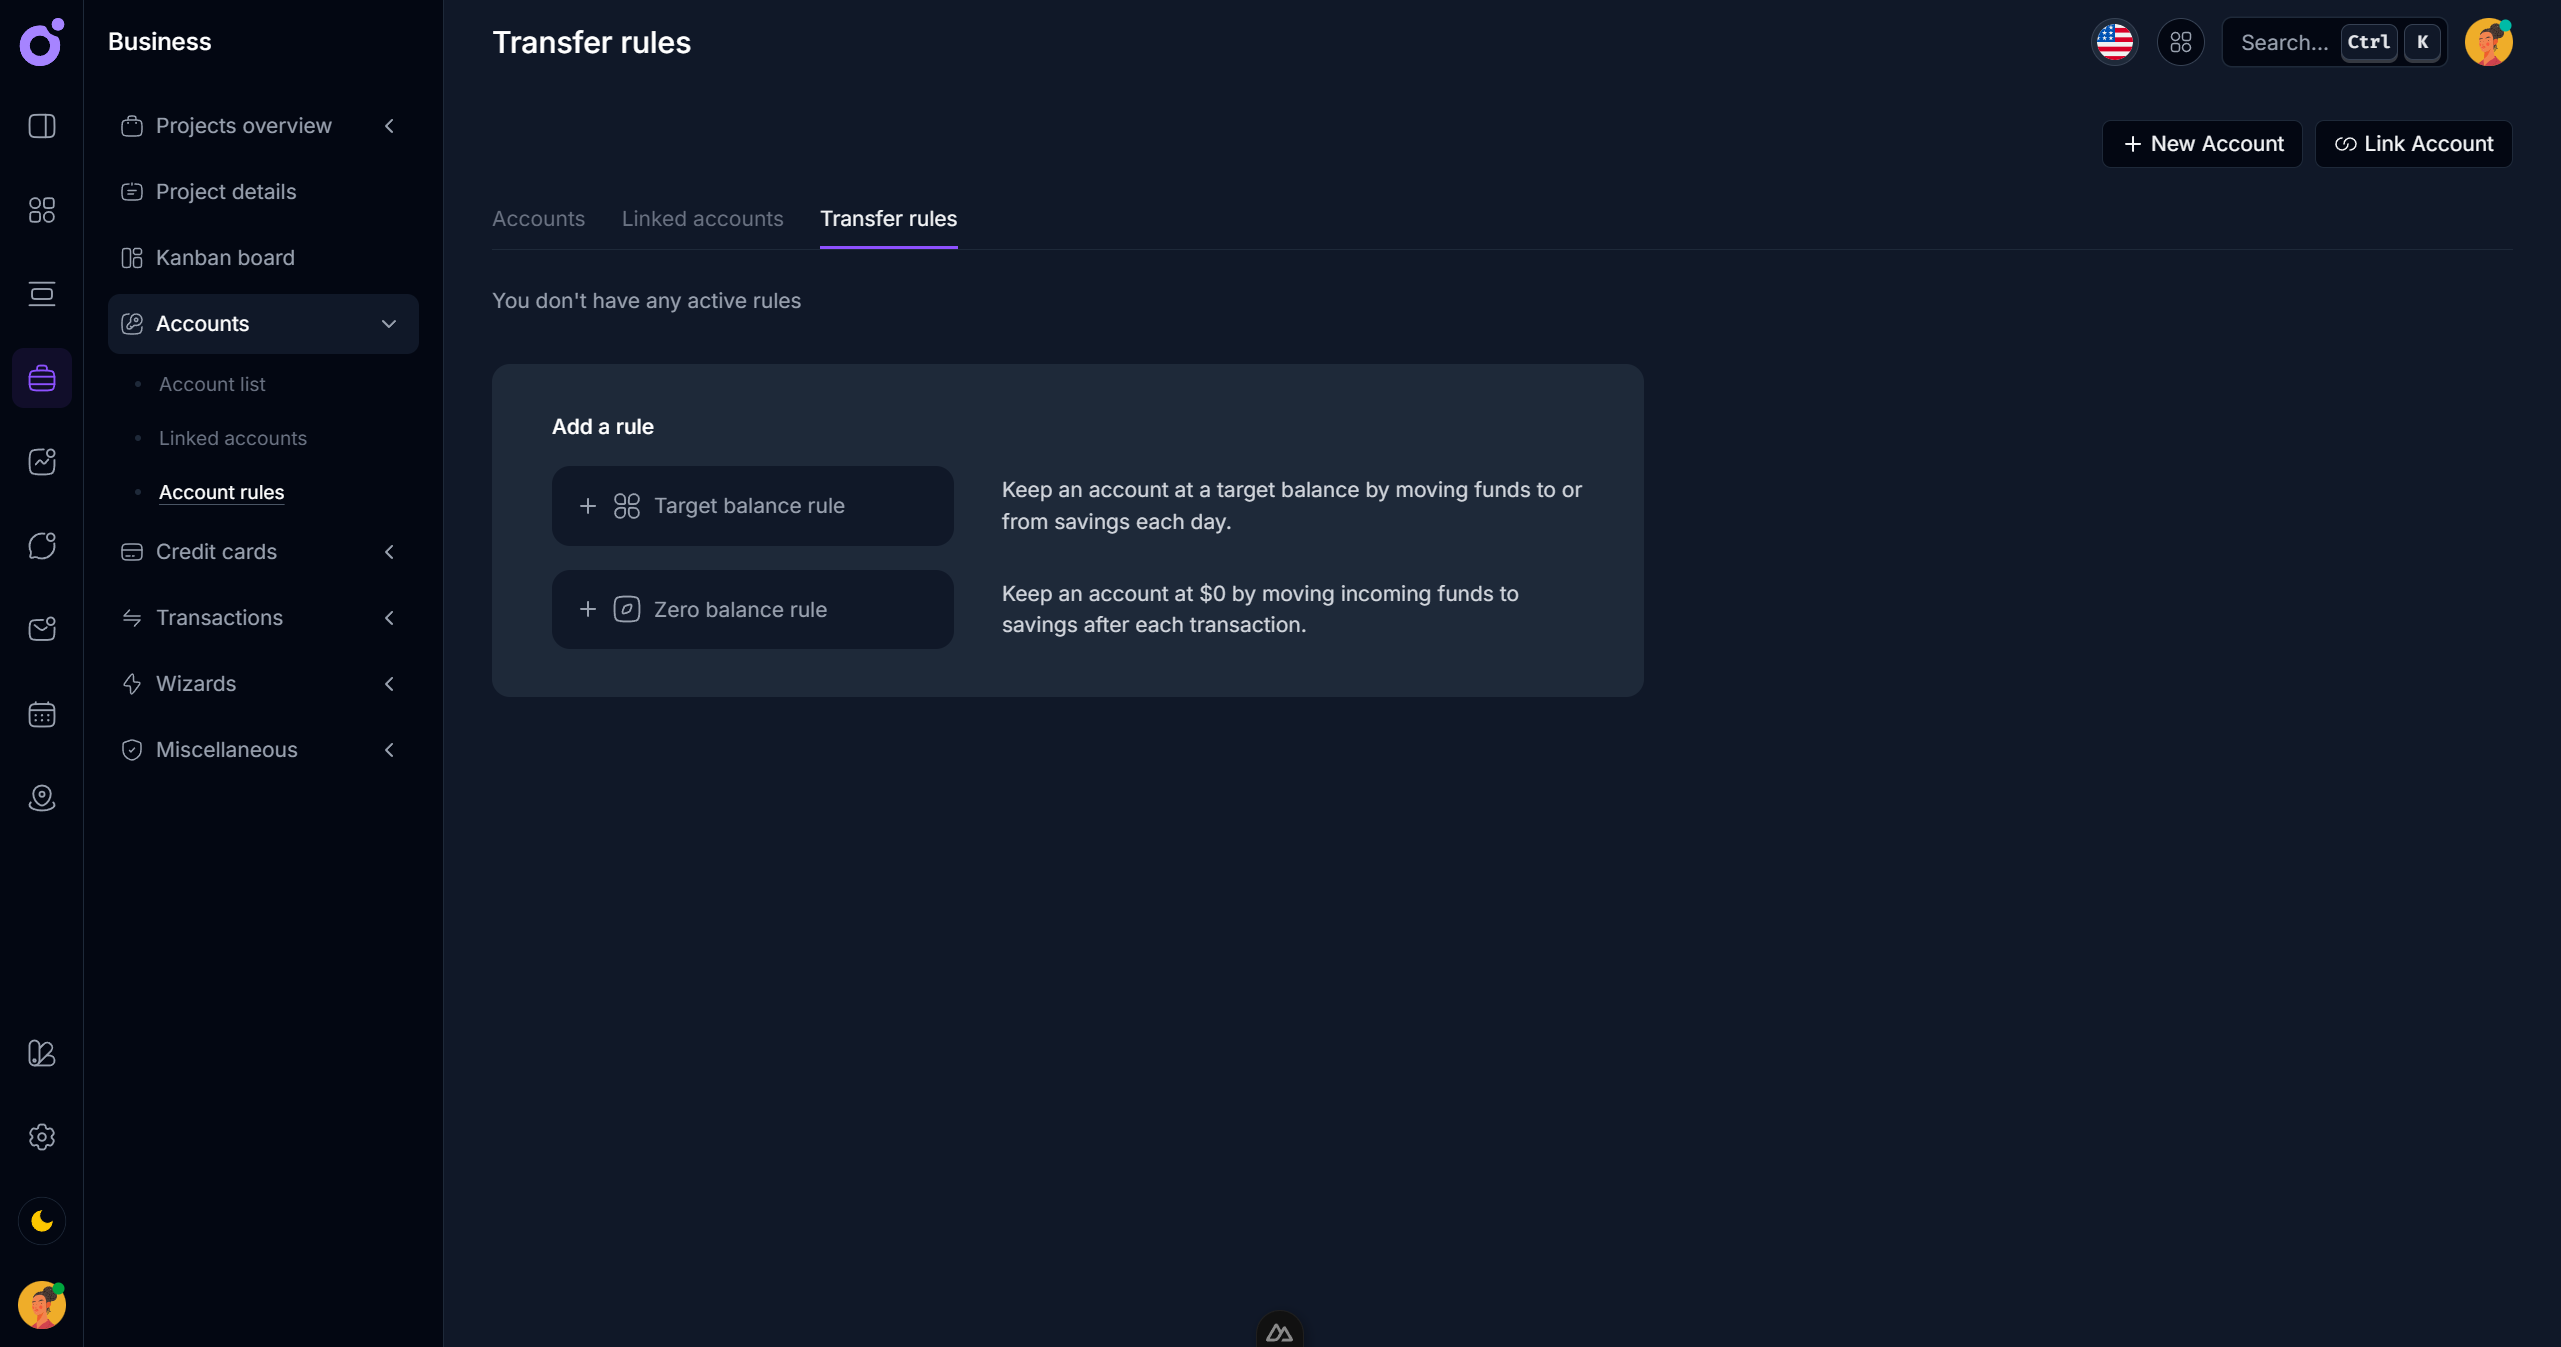 Business
Projects overview
Project details
Kanban board
Accounts
Account list
Linked accounts
Account rules
Credit cards
Transactions
Wizards
Miscellaneous
Transfer rules
Search...
Ctrl
K
New Account
Link Account
Accounts
Linked accounts
Transfer rules
You don't have any active rules
Add a rule
Target balance rule
Keep an account at a target balance by moving funds to or
from savings each day.
Zero balance rule
Keep an account at $0 by moving incoming funds to
savings after each transaction.